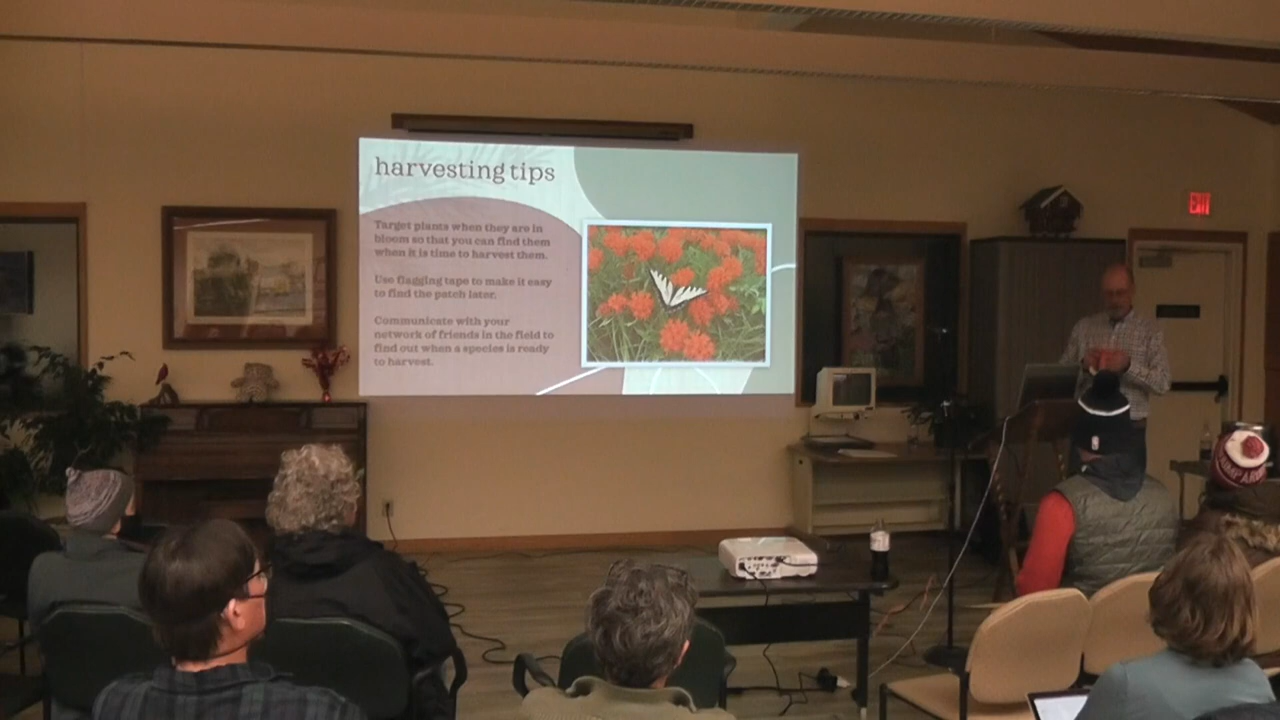 harvesting tips
Target plants when they are in
bloom so that you can find them
when it is time to harvest them.
Use flagging tape to make it easy
to find the patch later.
Communicate with your
network of friends in the field to
find out when a species is ready
to harvest.
EXIT